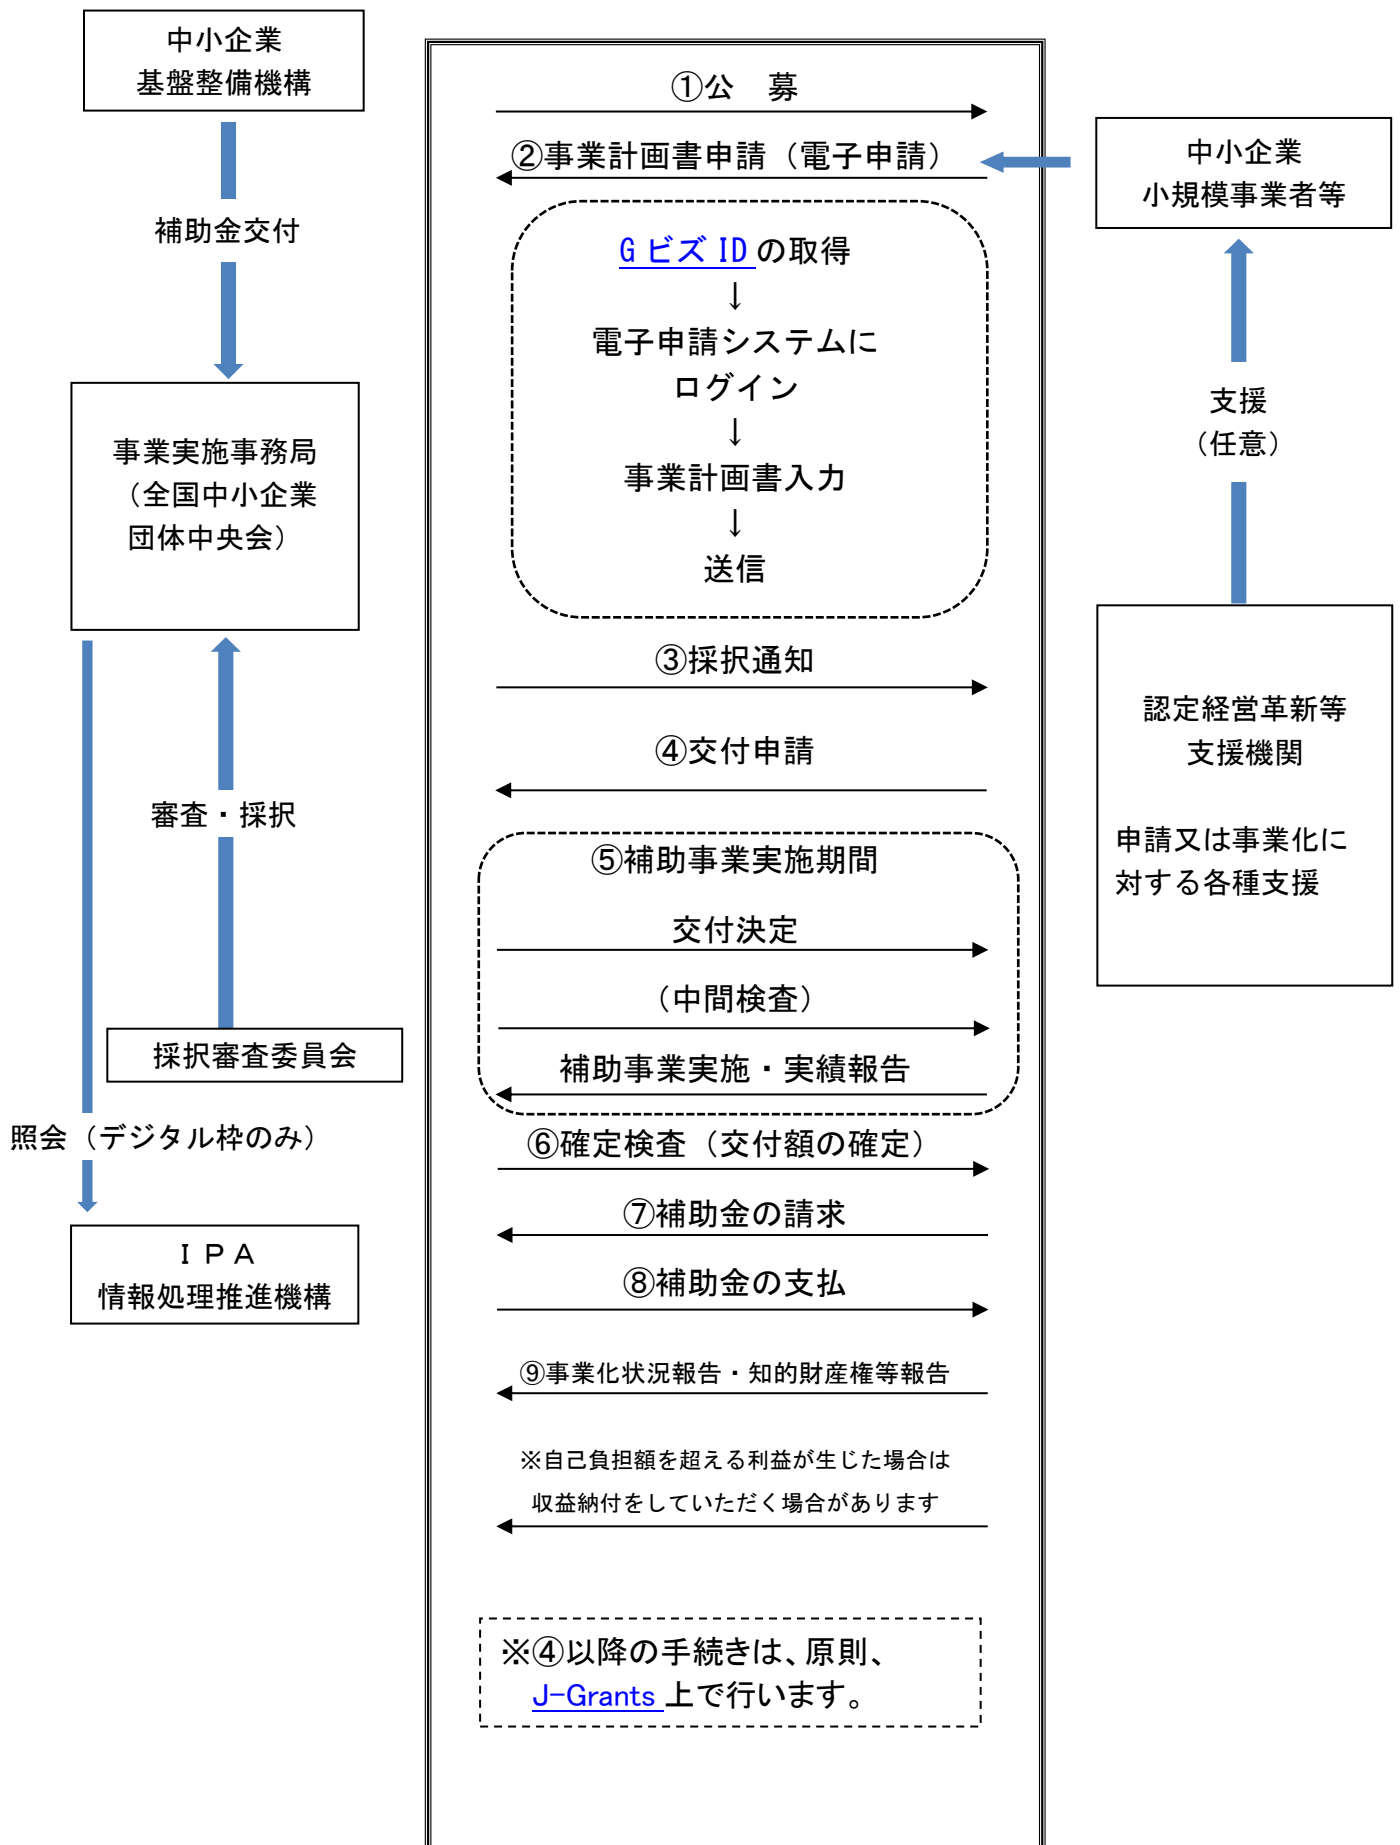 中小企業
基盤整備機構
補助金交付
事業実施事務局
（全国中小企業
団体中央会）
審査・採択
採択審査委員会
照会（デジタル枠のみ）
ＩＰＡ
情報処理推進機構
①公　募
②事業計画書申請（電子申請）
GビズIDの取得
↓
電子申請システムに
ログイン
↓
事業計画書入力
↓
送信
③採択通知
④交付申請
⑤補助事業実施期間
交付決定
（中間検査）
補助事業実施・実績報告
⑥確定検査（交付額の確定）
⑦補助金の請求
⑧補助金の支払
⑨事業化状況報告・知的財産権等報告
※自己負担額を超える利益が生じた場合は
収益納付をしていただく場合があります
※④以降の手続きは、原則、
J-Grants 上で行います。
中小企業
小規模事業者等
支援
（任意）
認定経営革新等
支援機関
申請又は事業化に
対する各種支援